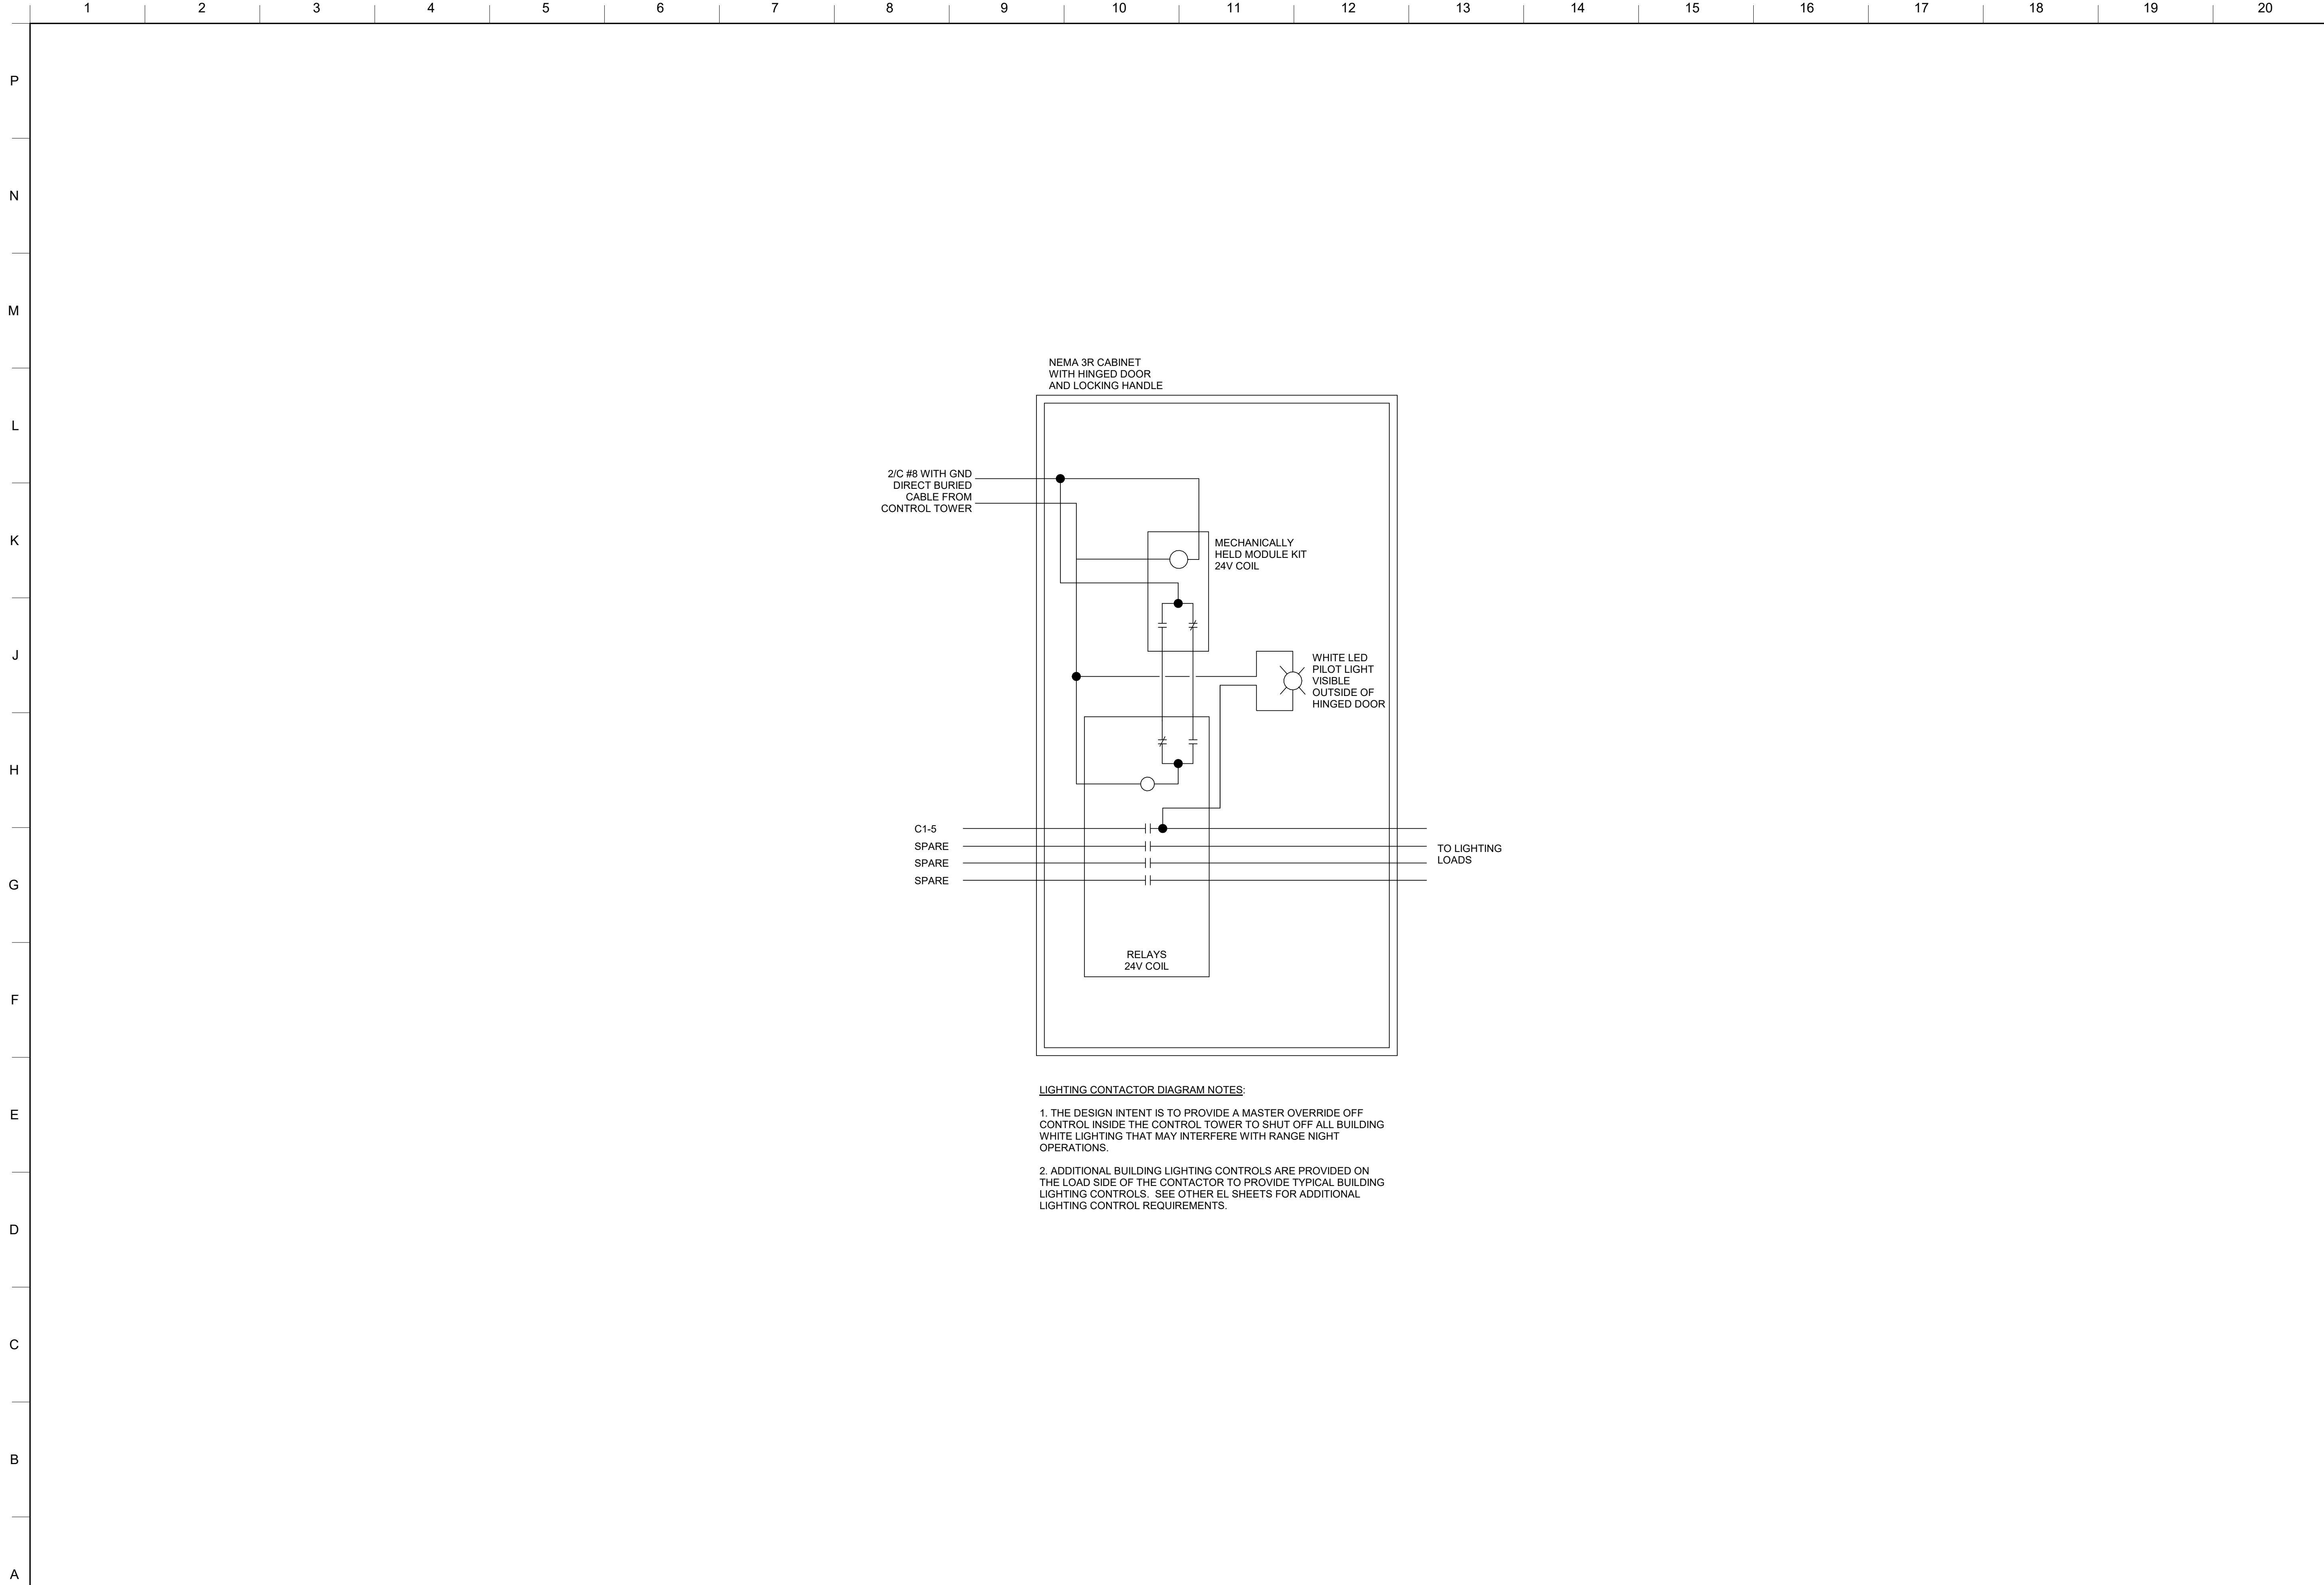 1 2 3 4 5 6 7 8 9 10 11 12 13 14 15 16 17 18 19 20
P
N
M
NEMA 3R CABINET
WITH HINGED DOOR
AND LOCKING HANDLE
L
2/C #8 WITH GND
DIRECT BURIED
CABLE FROM
CONTROL TOWER
K
MECHANICALLY
HELD MODULE KIT
24V COIL
J
WHITE LED
PILOT LIGHT
VISIBLE
OUTSIDE OF
HINGED DOOR
H
C1-5
SPARE
SPARE
SPARE
TO LIGHTING
LOADS
G
RELAYS
24V COIL
F
LIGHTING CONTACTOR DIAGRAM NOTES:
E
1. THE DESIGN INTENT IS TO PROVIDE A MASTER OVERRIDE OFF
CONTROL INSIDE THE CONTROL TOWER TO SHUT OFF ALL BUILDING
WHITE LIGHTING THAT MAY INTERFERE WITH RANGE NIGHT
OPERATIONS.
2. ADDITIONAL BUILDING LIGHTING CONTROLS ARE PROVIDED ON
THE LOAD SIDE OF THE CONTACTOR TO PROVIDE TYPICAL BUILDING
LIGHTING CONTROLS.  SEE OTHER EL SHEETS FOR ADDITIONAL
LIGHTING CONTROL REQUIREMENTS.
D
C
B
A